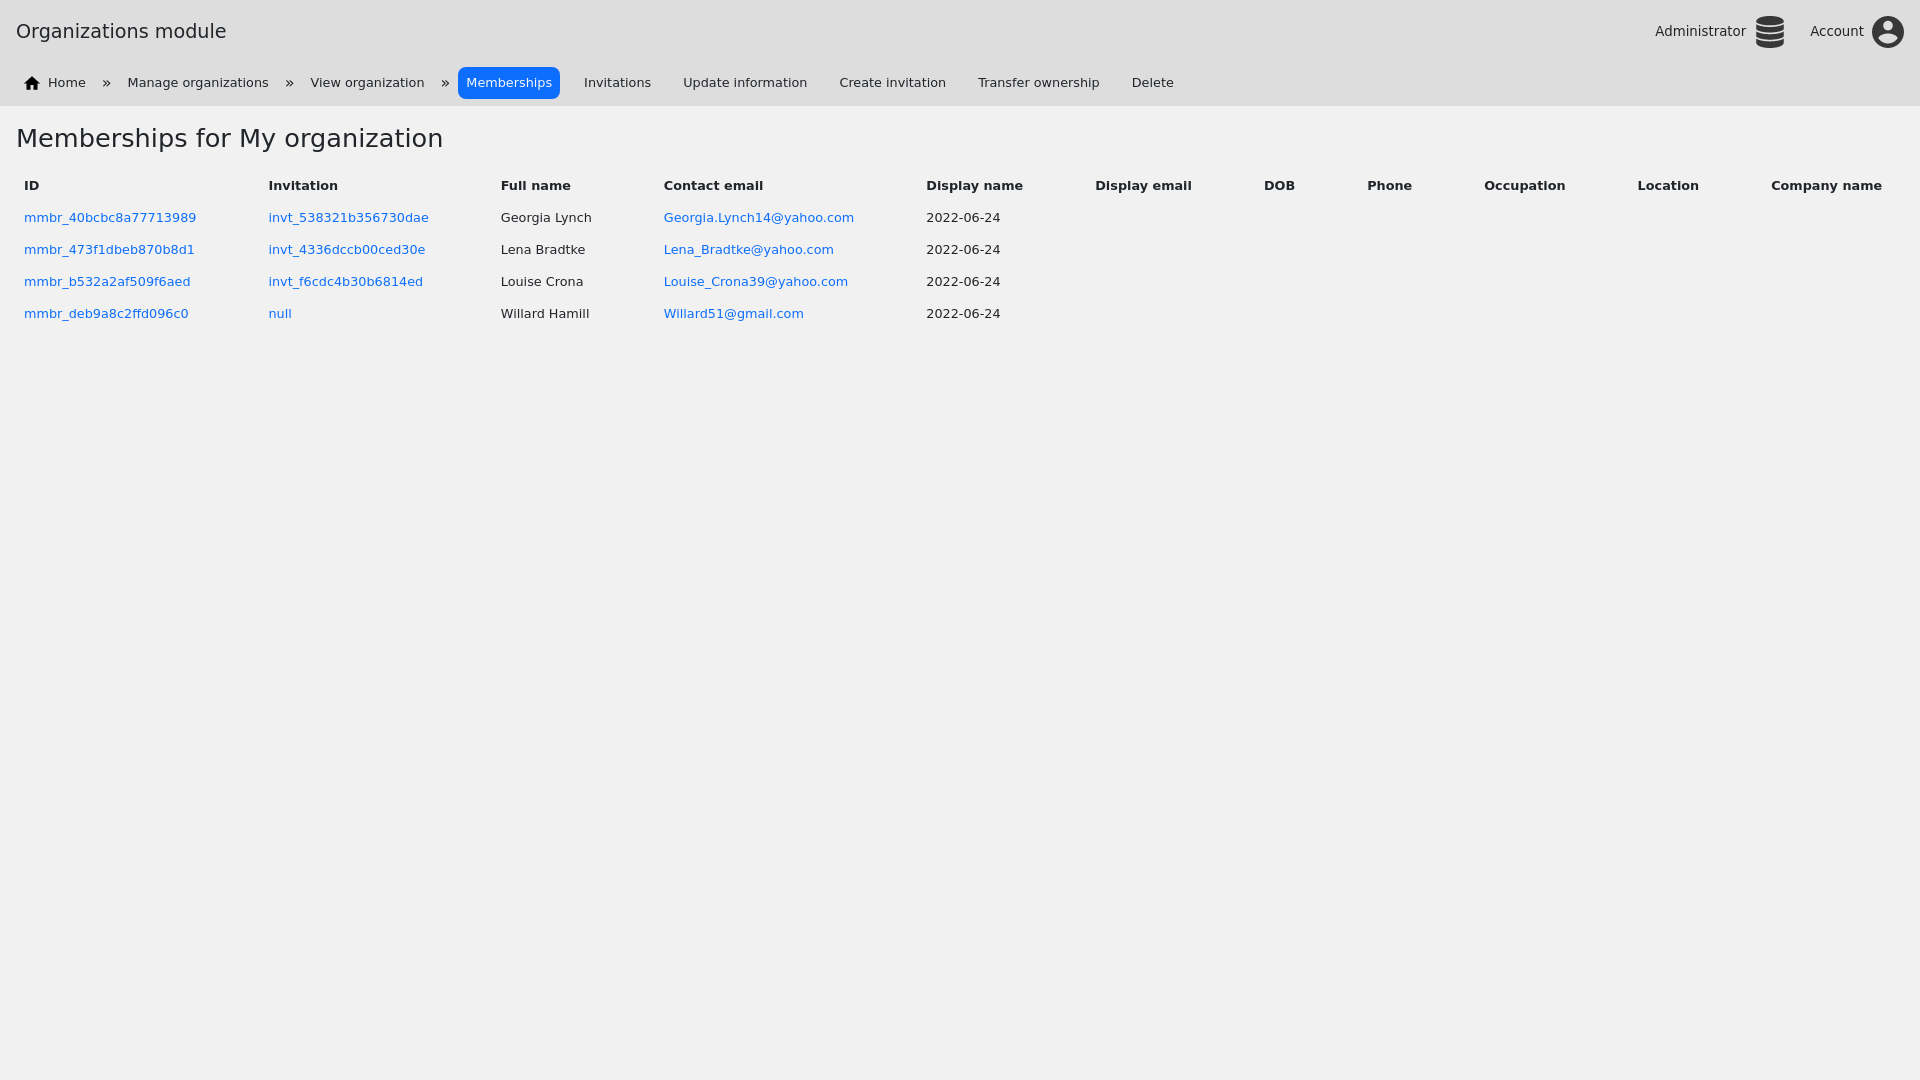 Organizations module
Administrator
Account
Home » Manage organizations » View organization » Memberships Invitations Update information Create invitation Transfer ownership Delete
Memberships for My organization
ID Invitation Full name Contact email Display name Display email DOB Phone Occupation Location Company name
mmbr_40bcbc8a77713989 invt_538321b356730dae Georgia Lynch Georgia.Lynch14@yahoo.com 2022-06-24
mmbr_473f1dbeb870b8d1 invt_4336dccb00ced30e Lena Bradtke Lena_Bradtke@yahoo.com 2022-06-24
mmbr_b532a2af509f6aed invt_f6cdc4b30b6814ed Louise Crona Louise_Crona39@yahoo.com 2022-06-24
mmbr_deb9a8c2ffd096c0 null Willard Hamill Willard51@gmail.com 2022-06-24